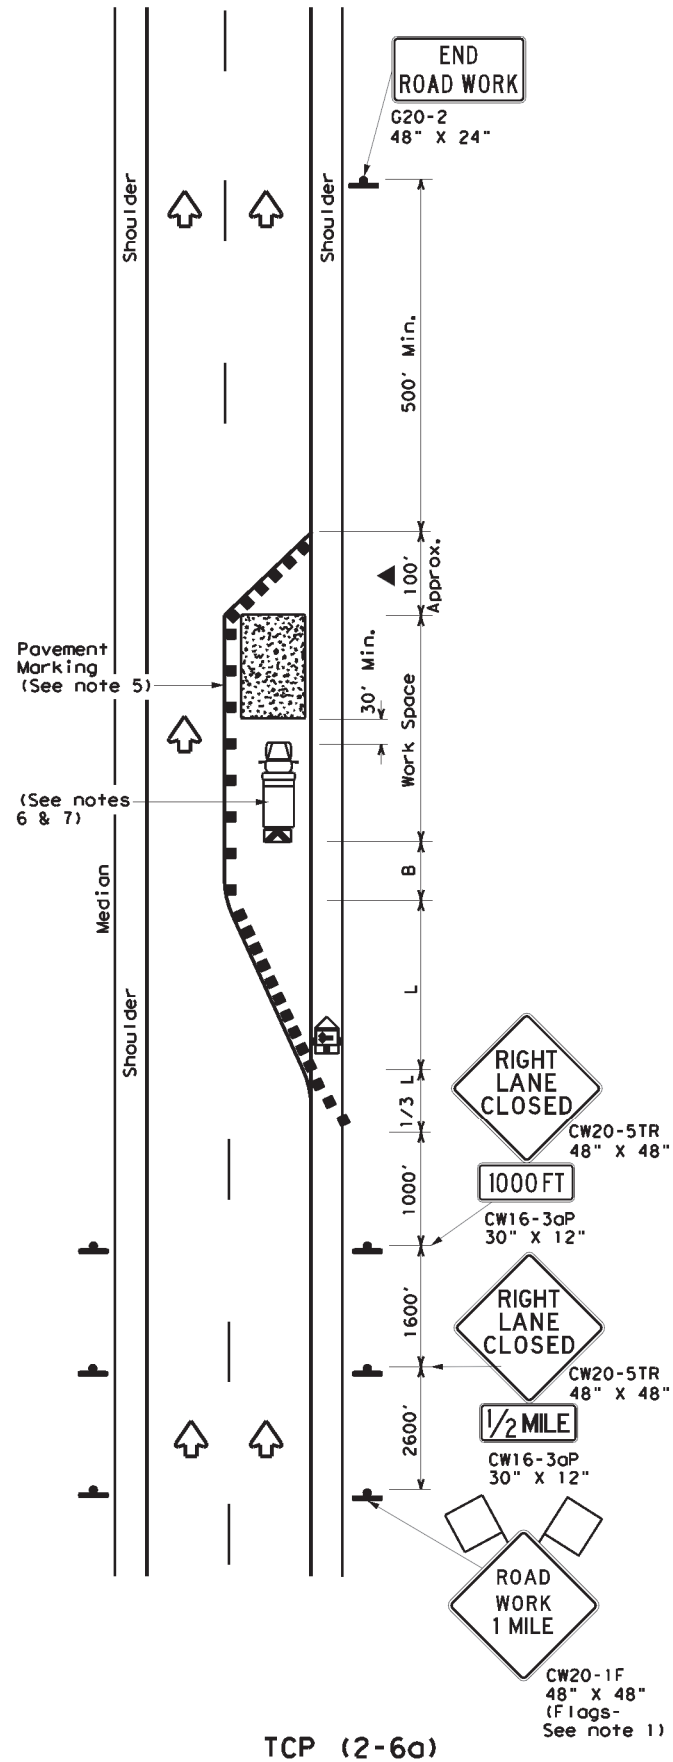 END
ROAD WORK
G20-2
48" X 24"
Shoulder
Shoulder
500' Min.
100'
Approx.
Pavement
Marking
(See note 5)
30' Min.
Work Space
(See notes
6 & 7)
B
Median
L
Shoulder
RIGHT
LANE
CLOSED
CW20-5TR
48" X 48"
1/3 L
1000 FT
1000'
CW16-3aP
30" X 12"
RIGHT
LANE
CLOSED
1600'
CW20-5TR
48" X 48"
1/2 MILE
2600'
CW16-3aP
30" X 12"
ROAD
WORK
1 MILE
CW20-1F
48" X 48"
(Flags-
See note 1)
TCP (2-6a)